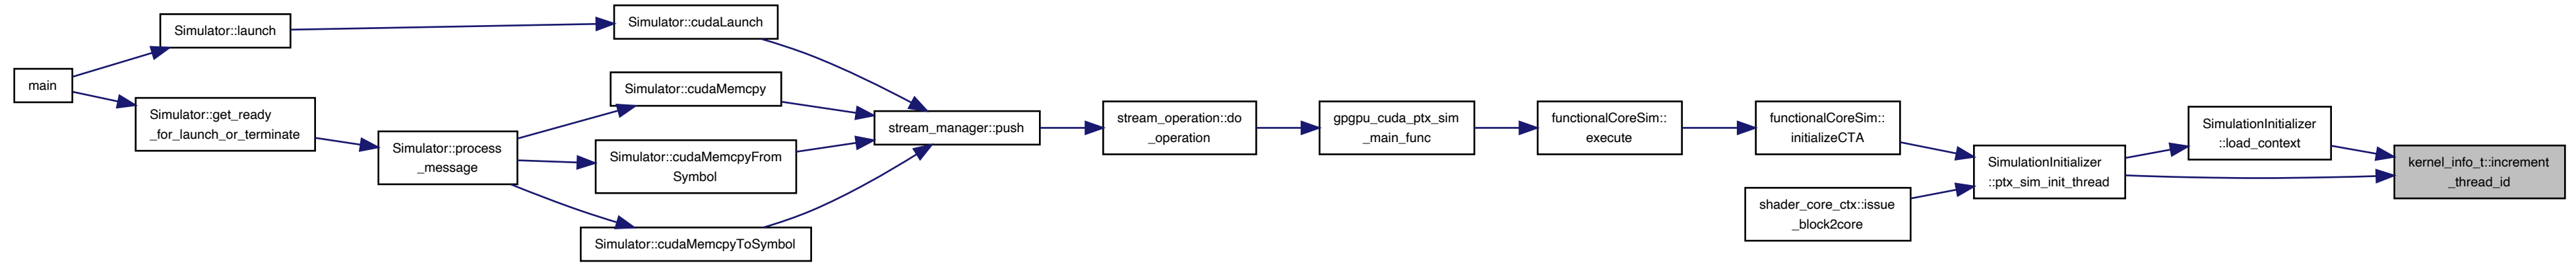 main
Simulator::launch
Simulator::get_ready
_for_launch_or_terminate
Simulator::process
_message
Simulator::cudaLaunch
Simulator::cudaMemcpy
Simulator::cudaMemcpyFrom
Symbol
Simulator::cudaMemcpyToSymbol
stream_manager::push
stream_operation::do
_operation
gpgpu_cuda_ptx_sim
_main_func
functionalCoreSim::
execute
functionalCoreSim::
initializeCTA
shader_core_ctx::issue
_block2core
SimulationInitializer
::ptx_sim_init_thread
SimulationInitializer
::load_context
kernel_info_t::increment
_thread_id